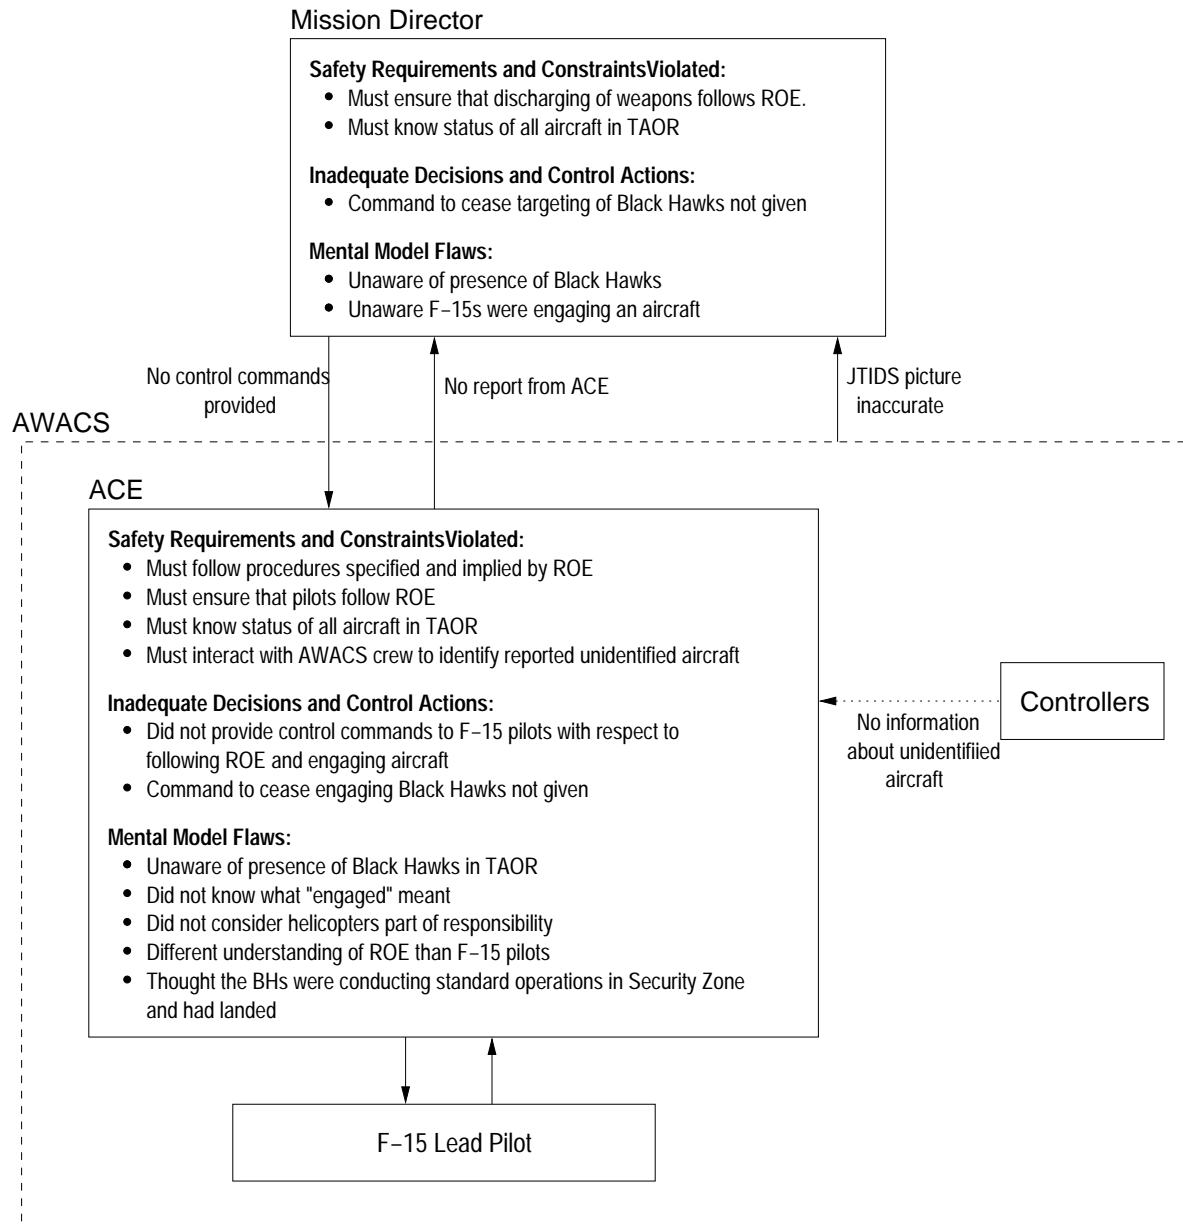 Mission Director
Safety Requirements and ConstraintsViolated:
• Must ensure that discharging of weapons follows ROE.
• Must know status of all aircraft in TAOR
Inadequate Decisions and Control Actions:
• Command to cease targeting of Black Hawks not given
Mental Model Flaws:
• Unaware of presence of Black Hawks
• Unaware F−15s were engaging an aircraft
No control commands
provided
No report from ACE
JTIDS picture
inaccurate
AWACS
ACE
Safety Requirements and ConstraintsViolated:
• Must follow procedures specified and implied by ROE
• Must ensure that pilots follow ROE
• Must know status of all aircraft in TAOR
• Must interact with AWACS crew to identify reported unidentified aircraft
Inadequate Decisions and Control Actions:
• Did not provide control commands to F−15 pilots with respect to
following ROE and engaging aircraft
• Command to cease engaging Black Hawks not given
Mental Model Flaws:
• Unaware of presence of Black Hawks in TAOR
• Did not know what "engaged" meant
• Did not consider helicopters part of responsibility
• Different understanding of ROE than F−15 pilots
• Thought the BHs were conducting standard operations in Security Zone
and had landed
Controllers
No information
about unidentifiied
aircraft
F−15 Lead Pilot